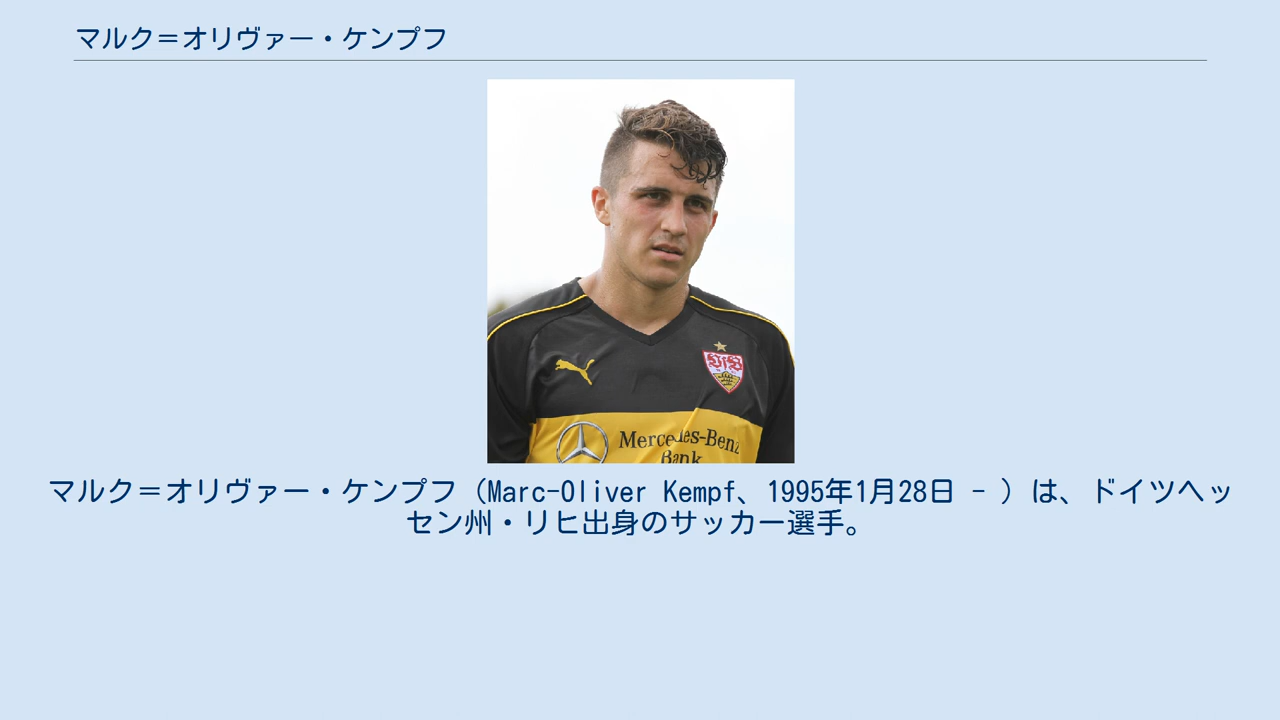 マルク＝オリヴァー・ケンプフ
VfB
Mercedes-Benz
Bank
マルク＝オリヴァー・ケンプフ（Marc-Oliver Kempf、1995年1月28日 - ）は、ドイツヘッ
セン州・リヒ出身のサッカー選手。